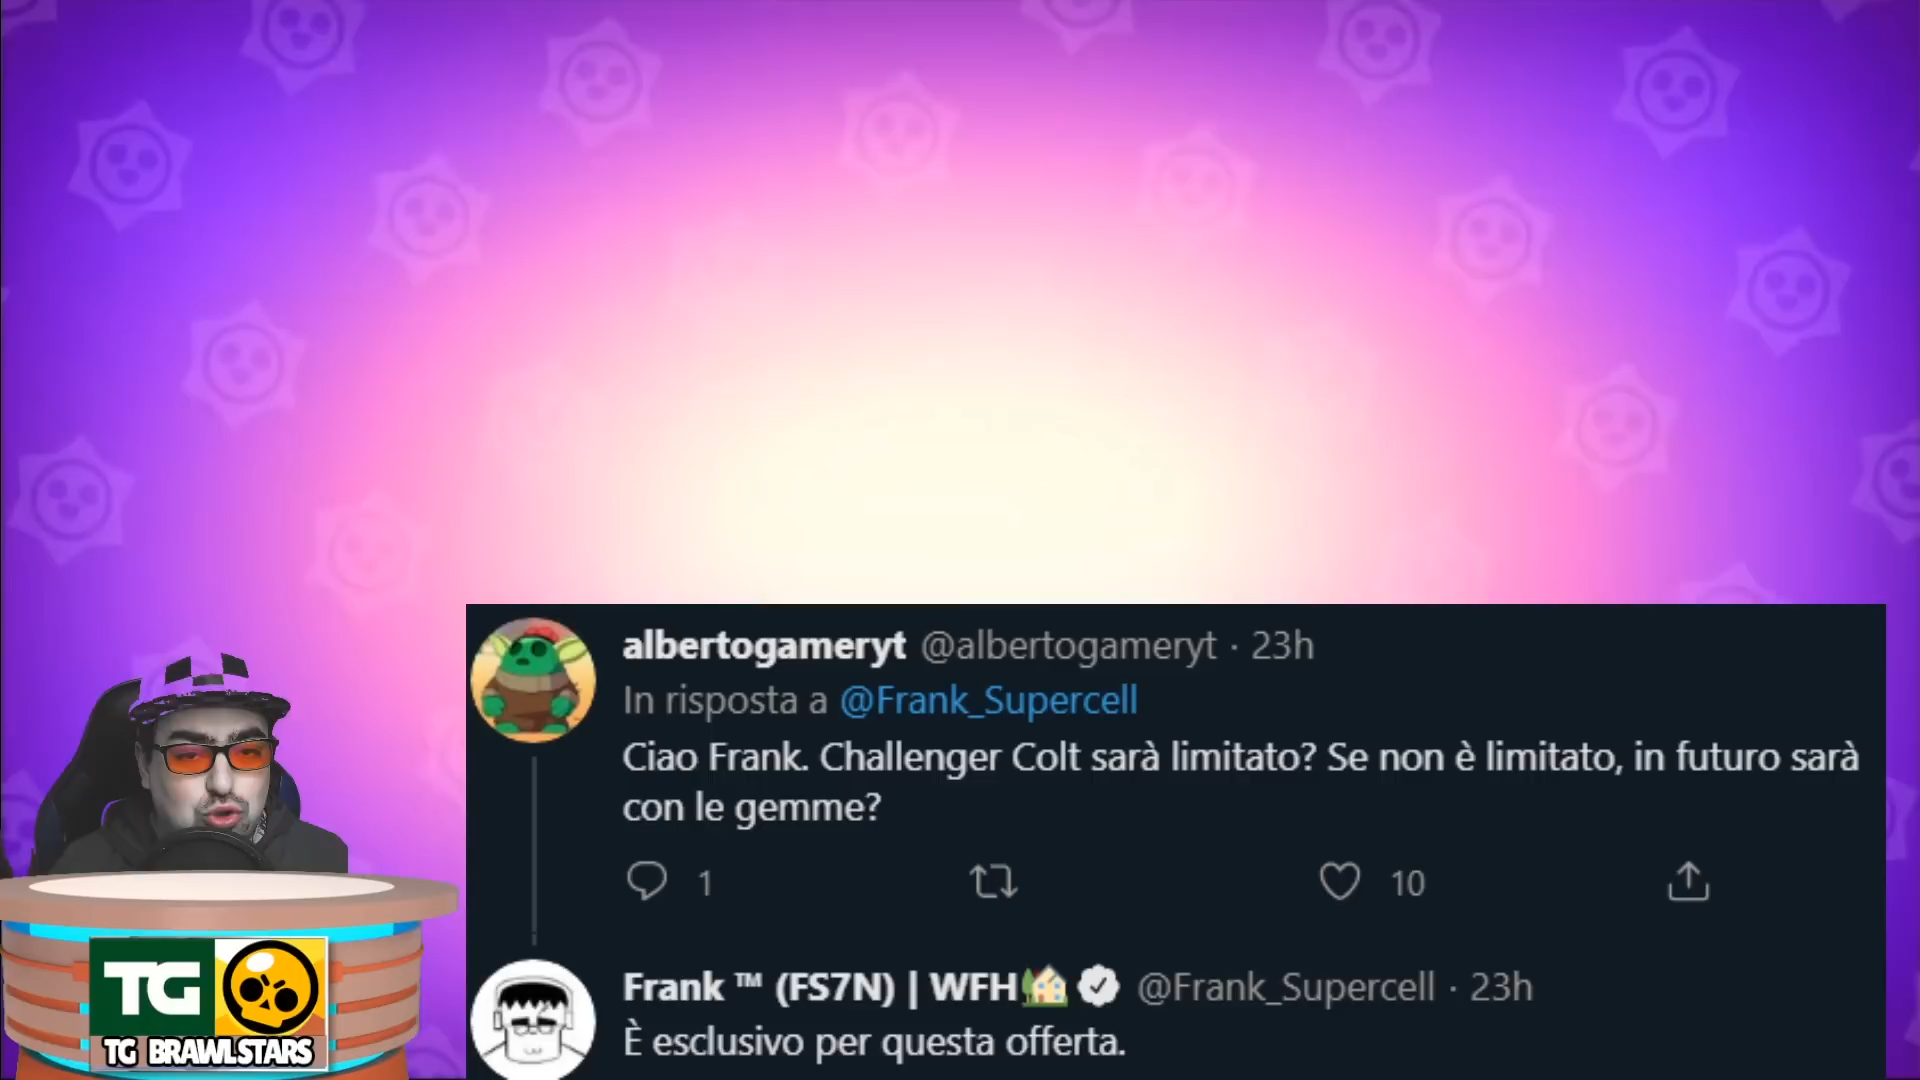 albertogameryt @albertogameryt · 23h
In risposta a @Frank_Supercell
Ciao Frank. Challenger Colt sarà limitato? Se non è limitato, in futuro sarà
con le gemme?
1 10
Frank ™ (FS7N) | WFH🏡 @Frank_Supercell · 23h
È esclusivo per questa offerta.
TG
TG BRAWLSTARS